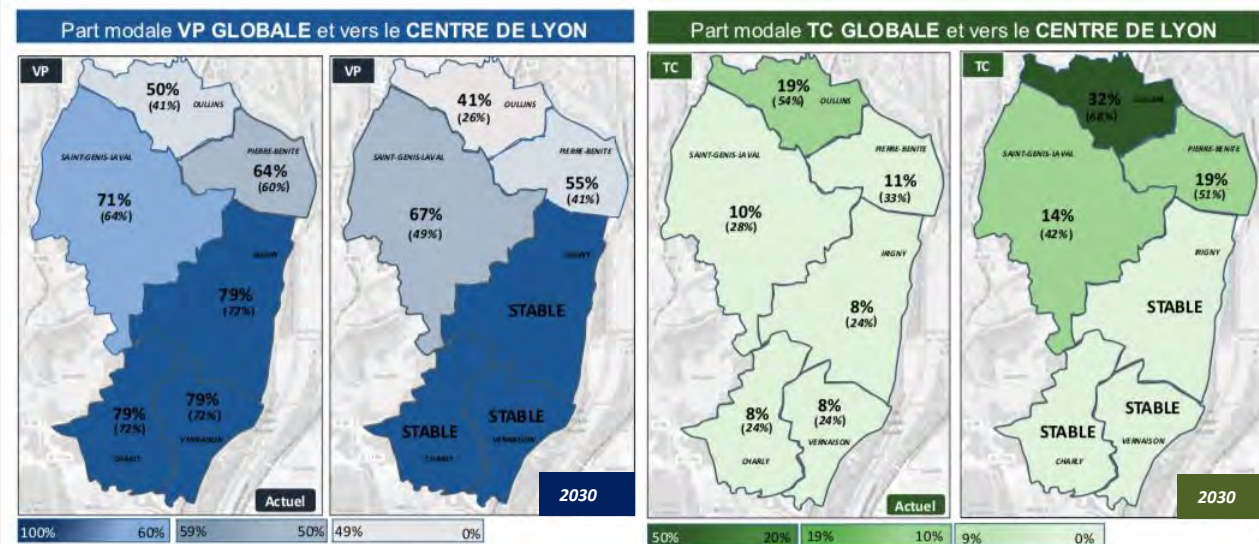 Part modale VP GLOBALE et vers le CENTRE DE LYON
VP
50%
(41%)
OULLINS
SAINT-GENIS-LAVAL
71%
(64%)
PIERRE-BENITE
64%
(60%)
IRIGNY
79%
(72%)
79%
(72%)
VERNAISON
79%
(72%)
CHARLY
Actuel
VP
41%
(26%)
OULLINS
SAINT-GENIS-LAVAL
67%
(49%)
PIERRE-BENITE
55%
(41%)
IRIGNY
STABLE
STABLE
VERNAISON
STABLE
CHARLY
2030
100% 60% 59% 50% 49% 0%
Part modale TC GLOBALE et vers le CENTRE DE LYON
TC
19%
(54%)
OULLINS
SAINT-GENIS-LAVAL
10%
(28%)
PIERRE-BENITE
11%
(33%)
IRIGNY
8%
(24%)
8%
(24%)
VERNAISON
8%
(24%)
CHARLY
Actuel
TC
32%
(68%)
OULLINS
SAINT-GENIS-LAVAL
14%
(42%)
PIERRE-BENITE
19%
(51%)
IRIGNY
STABLE
STABLE
VERNAISON
STABLE
CHARLY
2030
50% 20% 19% 10% 9% 0%